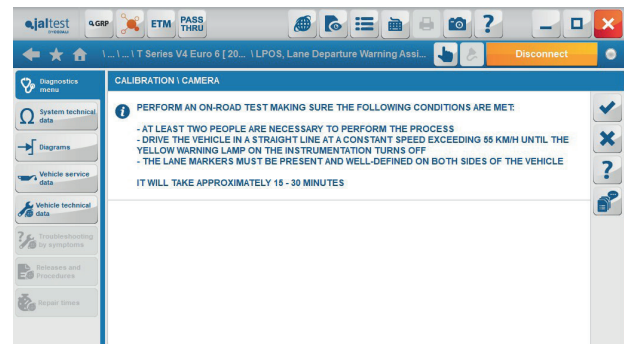 jaltest
GRP
ETM
PASS
THRU
\ ... \ ... \ T Series V4 Euro 6 [ 20... \ LPOS, Lane Departure Warning Assi...
Disconnect
Diagnostics
menu
CALIBRATION \ CAMERA
System technical
data
Diagrams
Vehicle service
data
Vehicle technical
data
Troubleshooting
by symptoms
Releases and
Procedures
Repair times
PERFORM AN ON-ROAD TEST MAKING SURE THE FOLLOWING CONDITIONS ARE MET:
- AT LEAST TWO PEOPLE ARE NECESSARY TO PERFORM THE PROCESS
- DRIVE THE VEHICLE IN A STRAIGHT LINE AT A CONSTANT SPEED EXCEEDING 55 KM/H UNTIL THE
YELLOW WARNING LAMP ON THE INSTRUMENTATION TURNS OFF
- THE LANE MARKERS MUST BE PRESENT AND WELL-DEFINED ON BOTH SIDES OF THE VEHICLE
IT WILL TAKE APPROXIMATELY 15 - 30 MINUTES